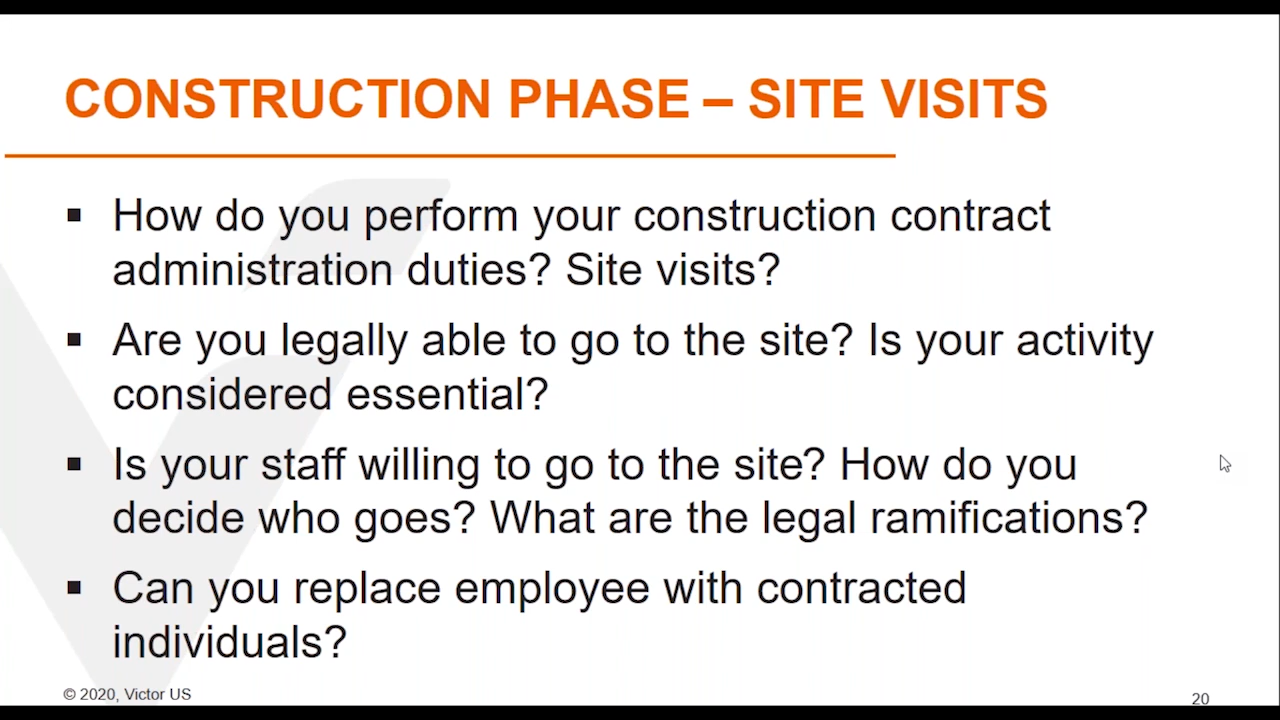 CONSTRUCTION PHASE – SITE VISITS
▪ How do you perform your construction contract
administration duties? Site visits?
▪ Are you legally able to go to the site? Is your activity
considered essential?
▪ Is your staff willing to go to the site? How do you
decide who goes? What are the legal ramifications?
▪ Can you replace employee with contracted
individuals?
© 2020, Victor US
20